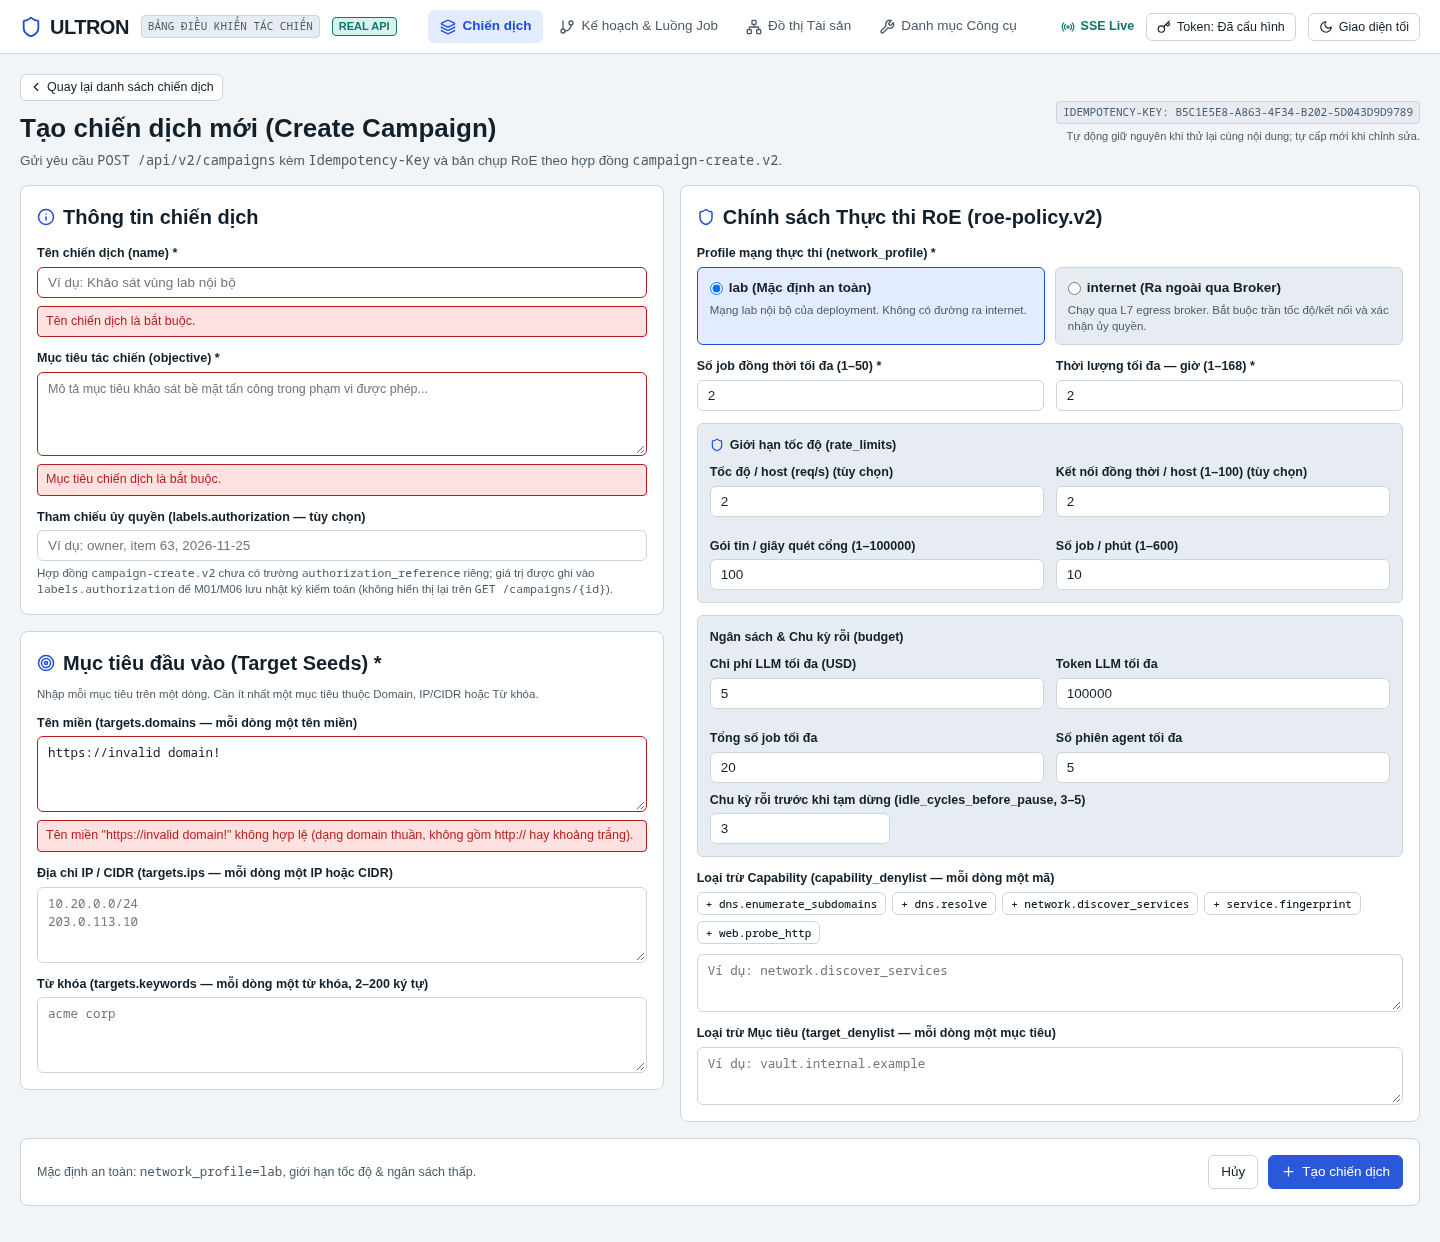 ULTRON
BẢNG ĐIỀU KHIỂN TÁC CHIẾN
REAL API
Chiến dịch
Kế hoạch & Luồng Job
Đồ thị Tài sản
Danh mục Công cụ
SSE Live
Token: Đã cấu hình
Giao diện tối
Quay lại danh sách chiến dịch
Tạo chiến dịch mới (Create Campaign)
Gửi yêu cầu POST /api/v2/campaigns kèm Idempotency-Key và bản chụp RoE theo hợp đồng campaign-create.v2.
IDEMPOTENCY-KEY: B5C1E5E8-A863-4F34-B202-5D043D9D9789
Tự động giữ nguyên khi thử lại cùng nội dung; tự cấp mới khi chỉnh sửa.
Thông tin chiến dịch
Tên chiến dịch (name) *
Ví dụ: Khảo sát vùng lab nội bộ
Tên chiến dịch là bắt buộc.
Mục tiêu tác chiến (objective) *
Mô tả mục tiêu khảo sát bề mặt tấn công trong phạm vi được phép...
Mục tiêu chiến dịch là bắt buộc.
Tham chiếu ủy quyền (labels.authorization — tùy chọn)
Ví dụ: owner, item 63, 2026-11-25
Hợp đồng campaign-create.v2 chưa có trường authorization_reference riêng; giá trị được ghi vào
labels.authorization để M01/M06 lưu nhật ký kiểm toán (không hiển thị lại trên GET /campaigns/{id}).
Mục tiêu đầu vào (Target Seeds) *
Nhập mỗi mục tiêu trên một dòng. Cần ít nhất một mục tiêu thuộc Domain, IP/CIDR hoặc Từ khóa.
Tên miền (targets.domains — mỗi dòng một tên miền)
https://invalid domain!
Tên miền "https://invalid domain!" không hợp lệ (dạng domain thuần, không gồm http:// hay khoảng trắng).
Địa chỉ IP / CIDR (targets.ips — mỗi dòng một IP hoặc CIDR)
10.20.0.0/24
203.0.113.10
Từ khóa (targets.keywords — mỗi dòng một từ khóa, 2–200 ký tự)
acme corp
Chính sách Thực thi RoE (roe-policy.v2)
Profile mạng thực thi (network_profile) *
lab (Mặc định an toàn)
Mạng lab nội bộ của deployment. Không có đường ra internet.
internet (Ra ngoài qua Broker)
Chạy qua L7 egress broker. Bắt buộc trần tốc độ/kết nối và xác
nhận ủy quyền.
Số job đồng thời tối đa (1–50) *
Thời lượng tối đa — giờ (1–168) *
2
2
Giới hạn tốc độ (rate_limits)
Tốc độ / host (req/s) (tùy chọn)
Kết nối đồng thời / host (1–100) (tùy chọn)
2
2
Gói tin / giây quét cổng (1–100000)
Số job / phút (1–600)
100
10
Ngân sách & Chu kỳ rỗi (budget)
Chi phí LLM tối đa (USD)
Token LLM tối đa
5
100000
Tổng số job tối đa
Số phiên agent tối đa
20
5
Chu kỳ rỗi trước khi tạm dừng (idle_cycles_before_pause, 3–5)
3
Loại trừ Capability (capability_denylist — mỗi dòng một mã)
+ dns.enumerate_subdomains
+ dns.resolve
+ network.discover_services
+ service.fingerprint
+ web.probe_http
Ví dụ: network.discover_services
Loại trừ Mục tiêu (target_denylist — mỗi dòng một mục tiêu)
Ví dụ: vault.internal.example
Mặc định an toàn: network_profile=lab, giới hạn tốc độ & ngân sách thấp.
Hủy
Tạo chiến dịch